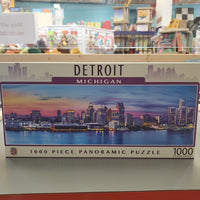 DETROIT
MICHIGAN
1000 PIECE PANORAMIC PUZZLE
1000